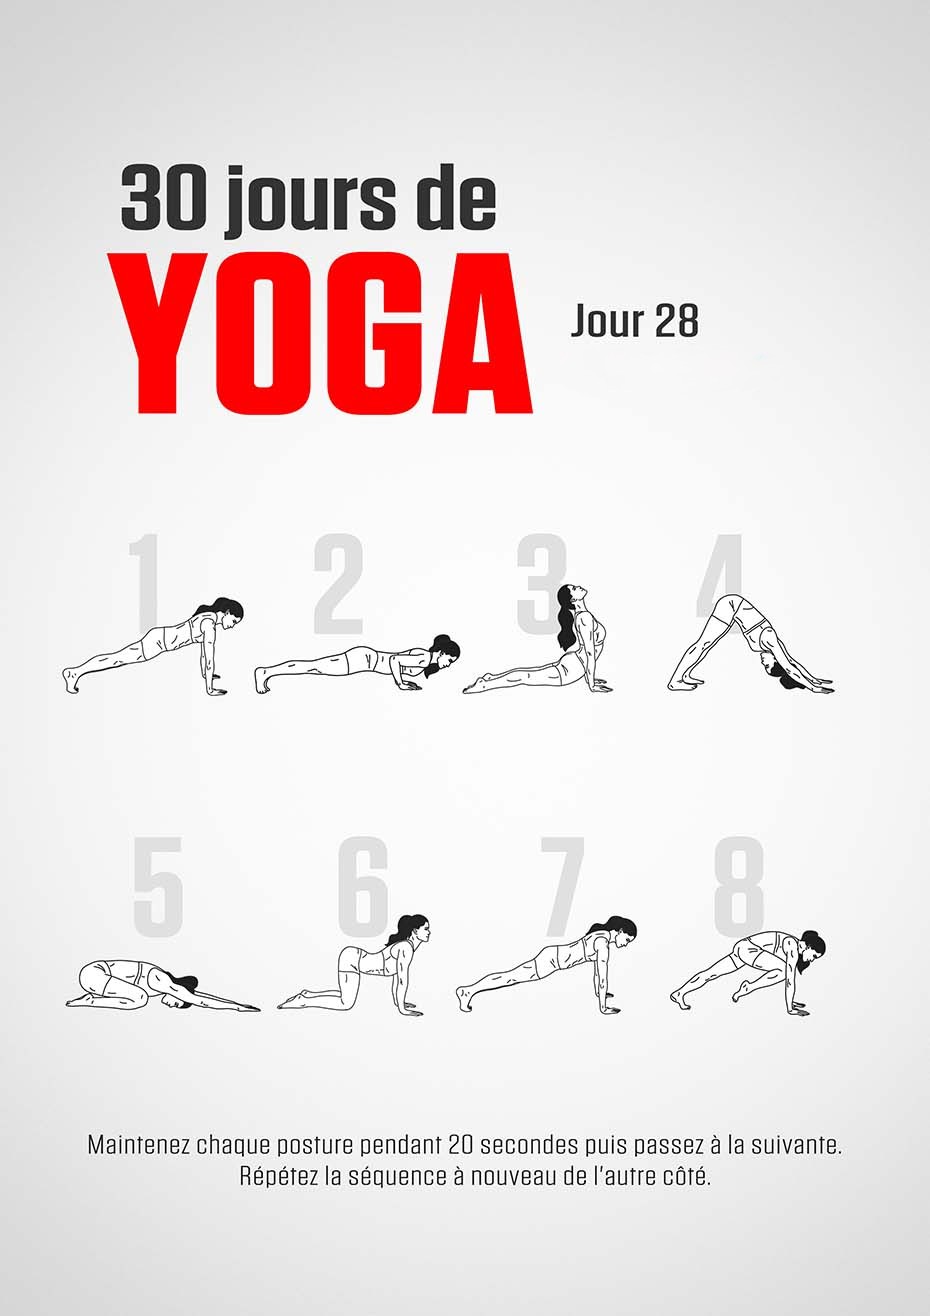 30 jours de
YOGA
Jour 28
1 2 3 4
5 6 7 8
Maintenez chaque posture pendant 20 secondes puis passez à la suivante.
Répétez la séquence à nouveau de l'autre côté.